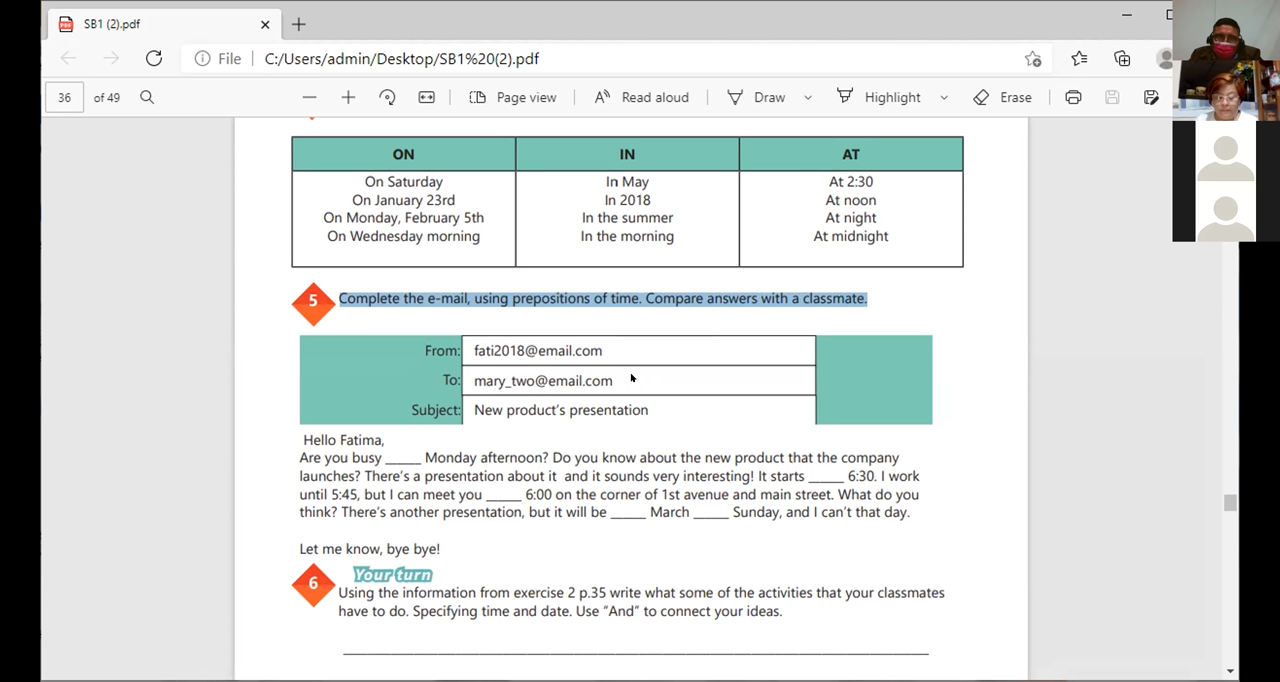 SB1 (2).pdf
File C:/Users/admin/Desktop/SB1%20(2).pdf
36 of 49 Page view Read aloud Draw Highlight Erase
ON IN AT
On Saturday In May At 2:30
On January 23rd In 2018 At noon
On Monday, February 5th In the summer At night
On Wednesday morning In the morning At midnight
5 Complete the e-mail, using prepositions of time. Compare answers with a classmate.
From: fati2018@email.com
To: mary_two@email.com
Subject: New product's presentation
Hello Fatima,
Are you busy _____ Monday afternoon? Do you know about the new product that the company
launches? There's a presentation about it and it sounds very interesting! It starts _____ 6:30. I work
until 5:45, but I can meet you _____ 6:00 on the corner of 1st avenue and main street. What do you
think? There's another presentation, but it will be _____ March _____ Sunday, and I can't that day.
Let me know, bye bye!
6 Your turn
Using the information from exercise 2 p.35 write what some of the activities that your classmates
have to do. Specifying time and date. Use "And" to connect your ideas.